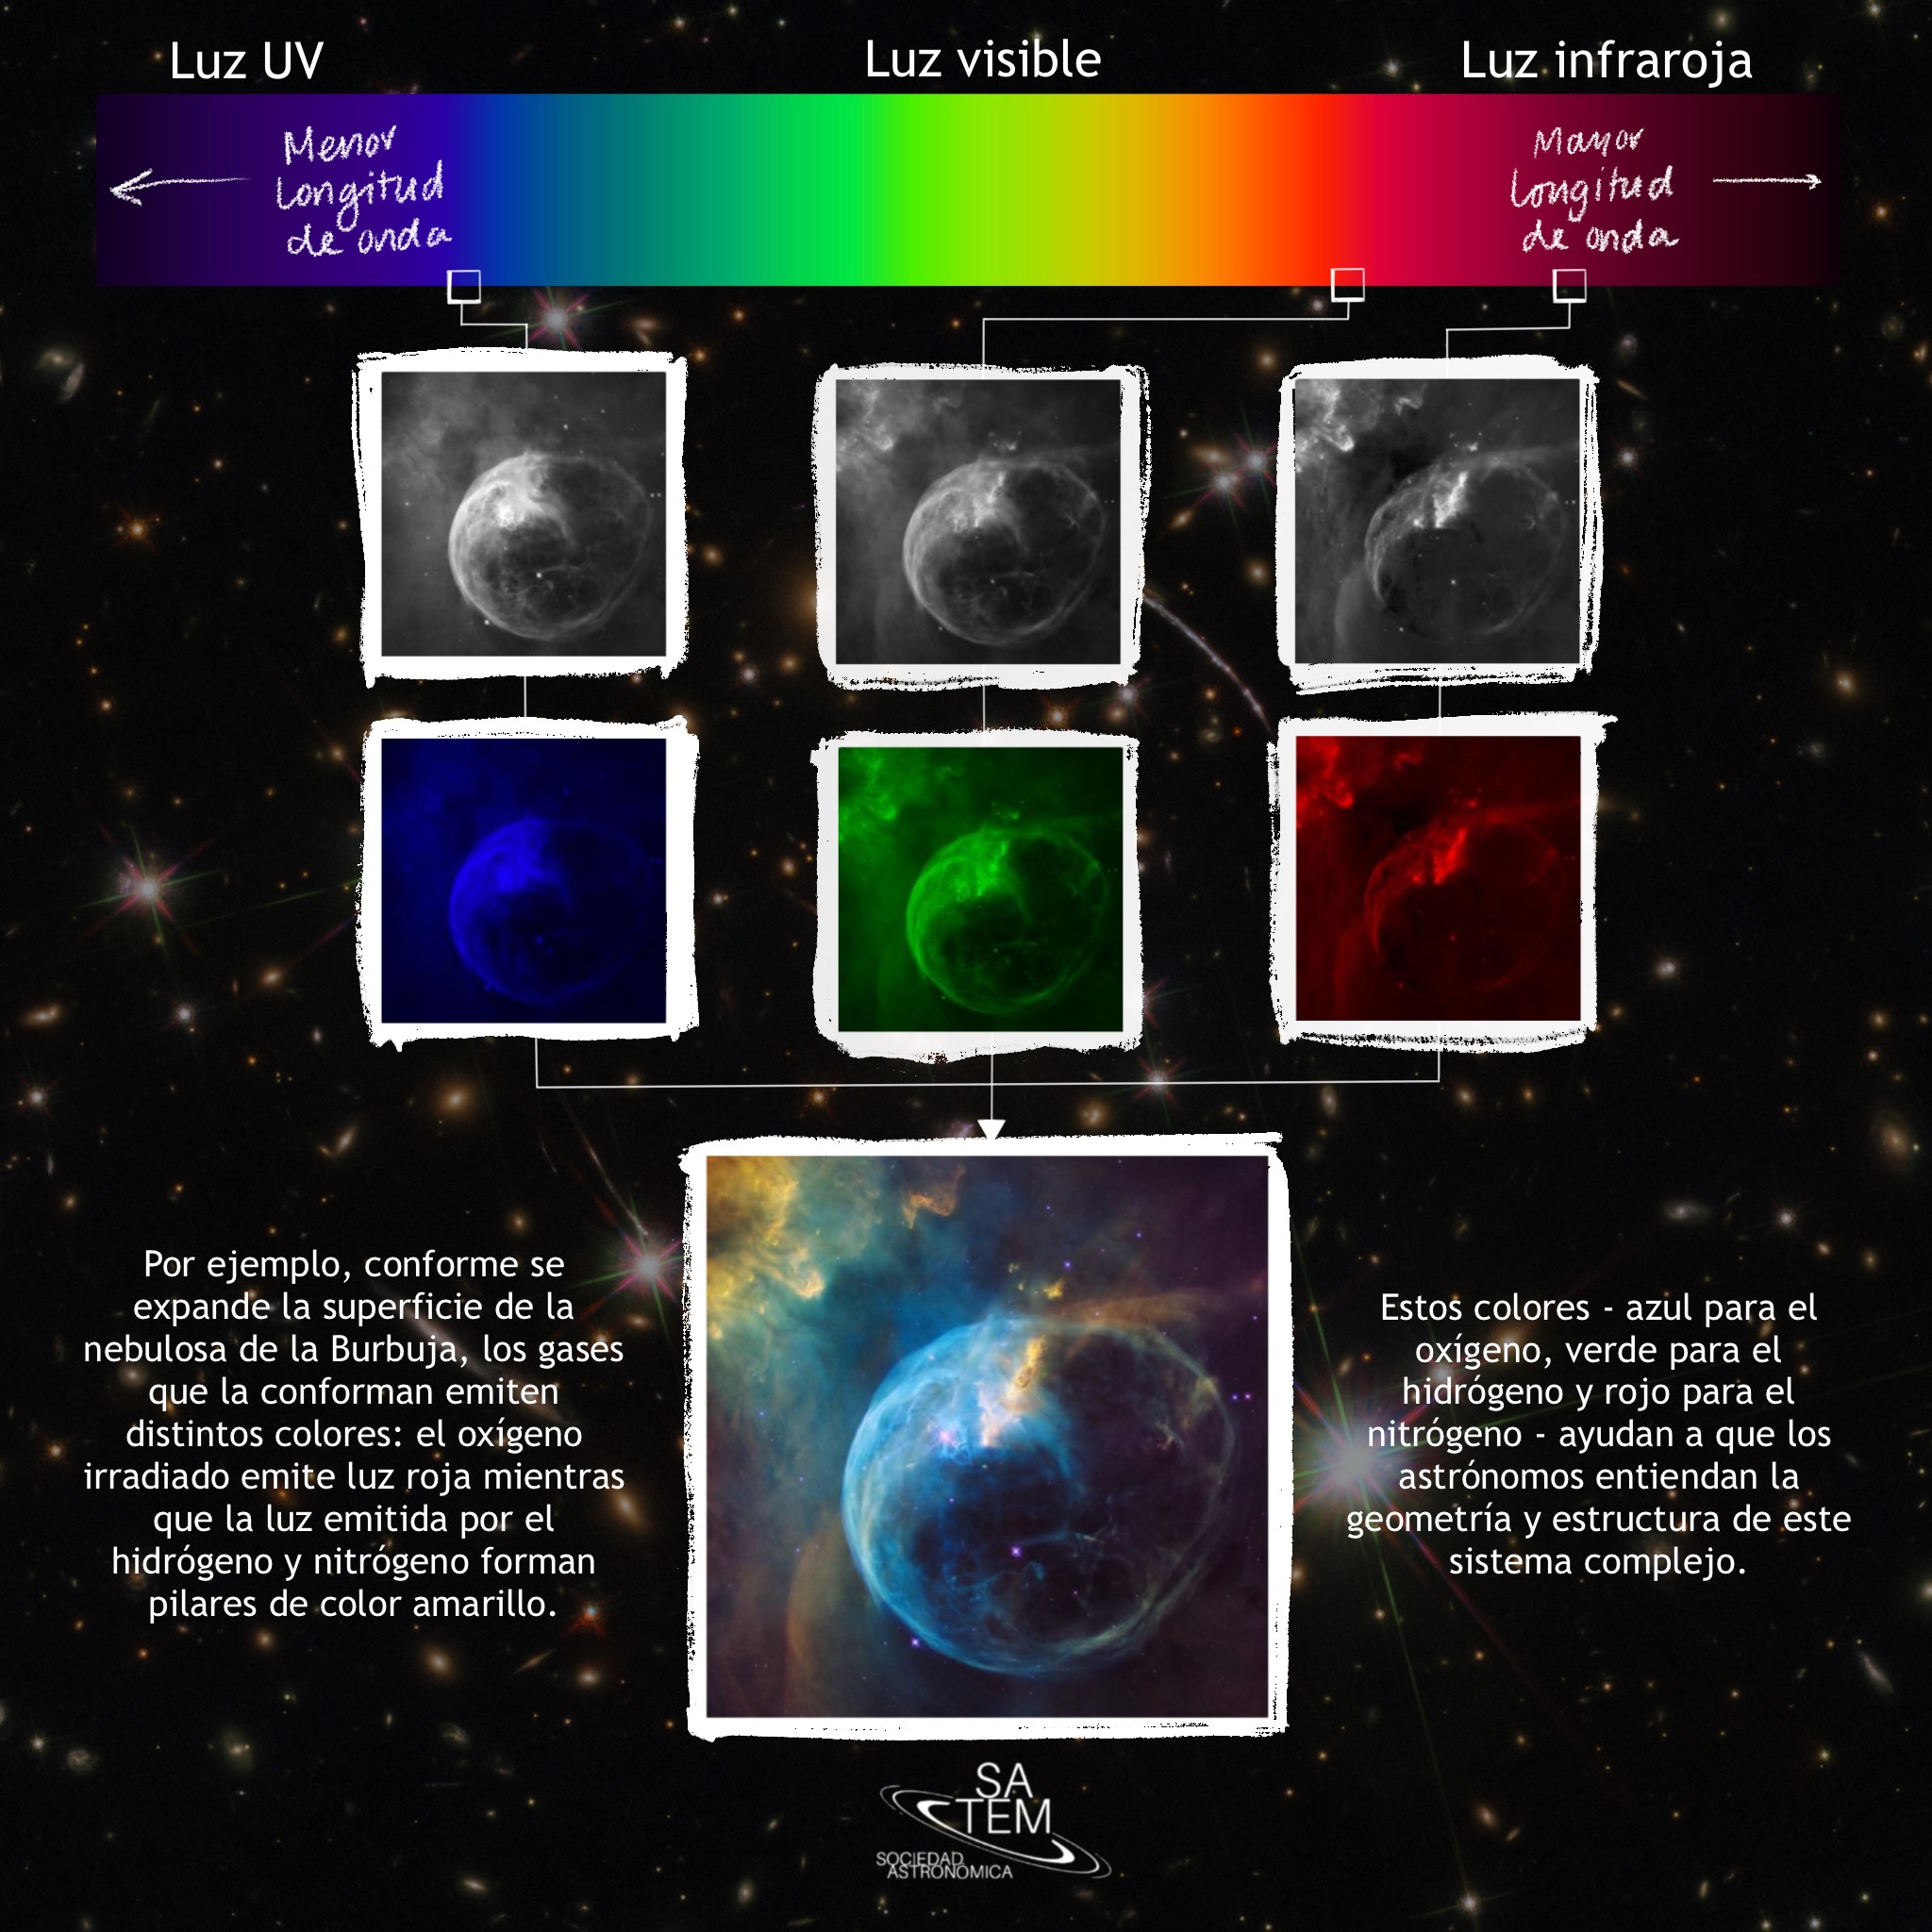 Luz UV
Luz visible
Luz infraroja
Menor
Longitud
de onda
Mayor
Longitud
de onda
Por ejemplo, conforme se
expande la superficie de la
nebulosa de la Burbuja, los gases
que la conforman emiten
distintos colores: el oxígeno
irradiado emite luz roja mientras
que la luz emitida por el
hidrógeno y nitrógeno forman
pilares de color amarillo.
Estos colores - azul para el
oxígeno, verde para el
hidrógeno y rojo para el
nitrógeno - ayudan a que los
astrónomos entiendan la
geometría y estructura de este
sistema complejo.
SA
TEM
SOCIEDAD
ASTRONÓMICA